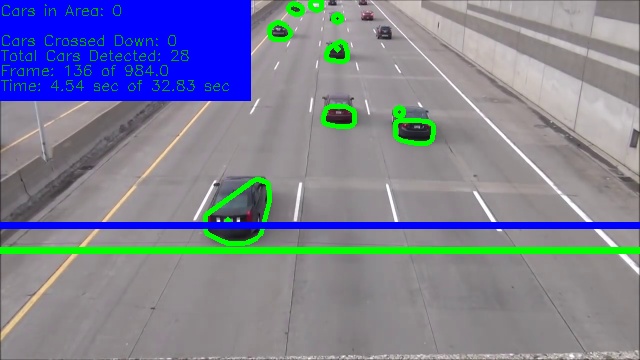 Cars in Area: 0
Cars Crossed Down: 0
Total Cars Detected: 28
Frame: 136 of 984.0
Time: 4.54 sec of 32.83 sec